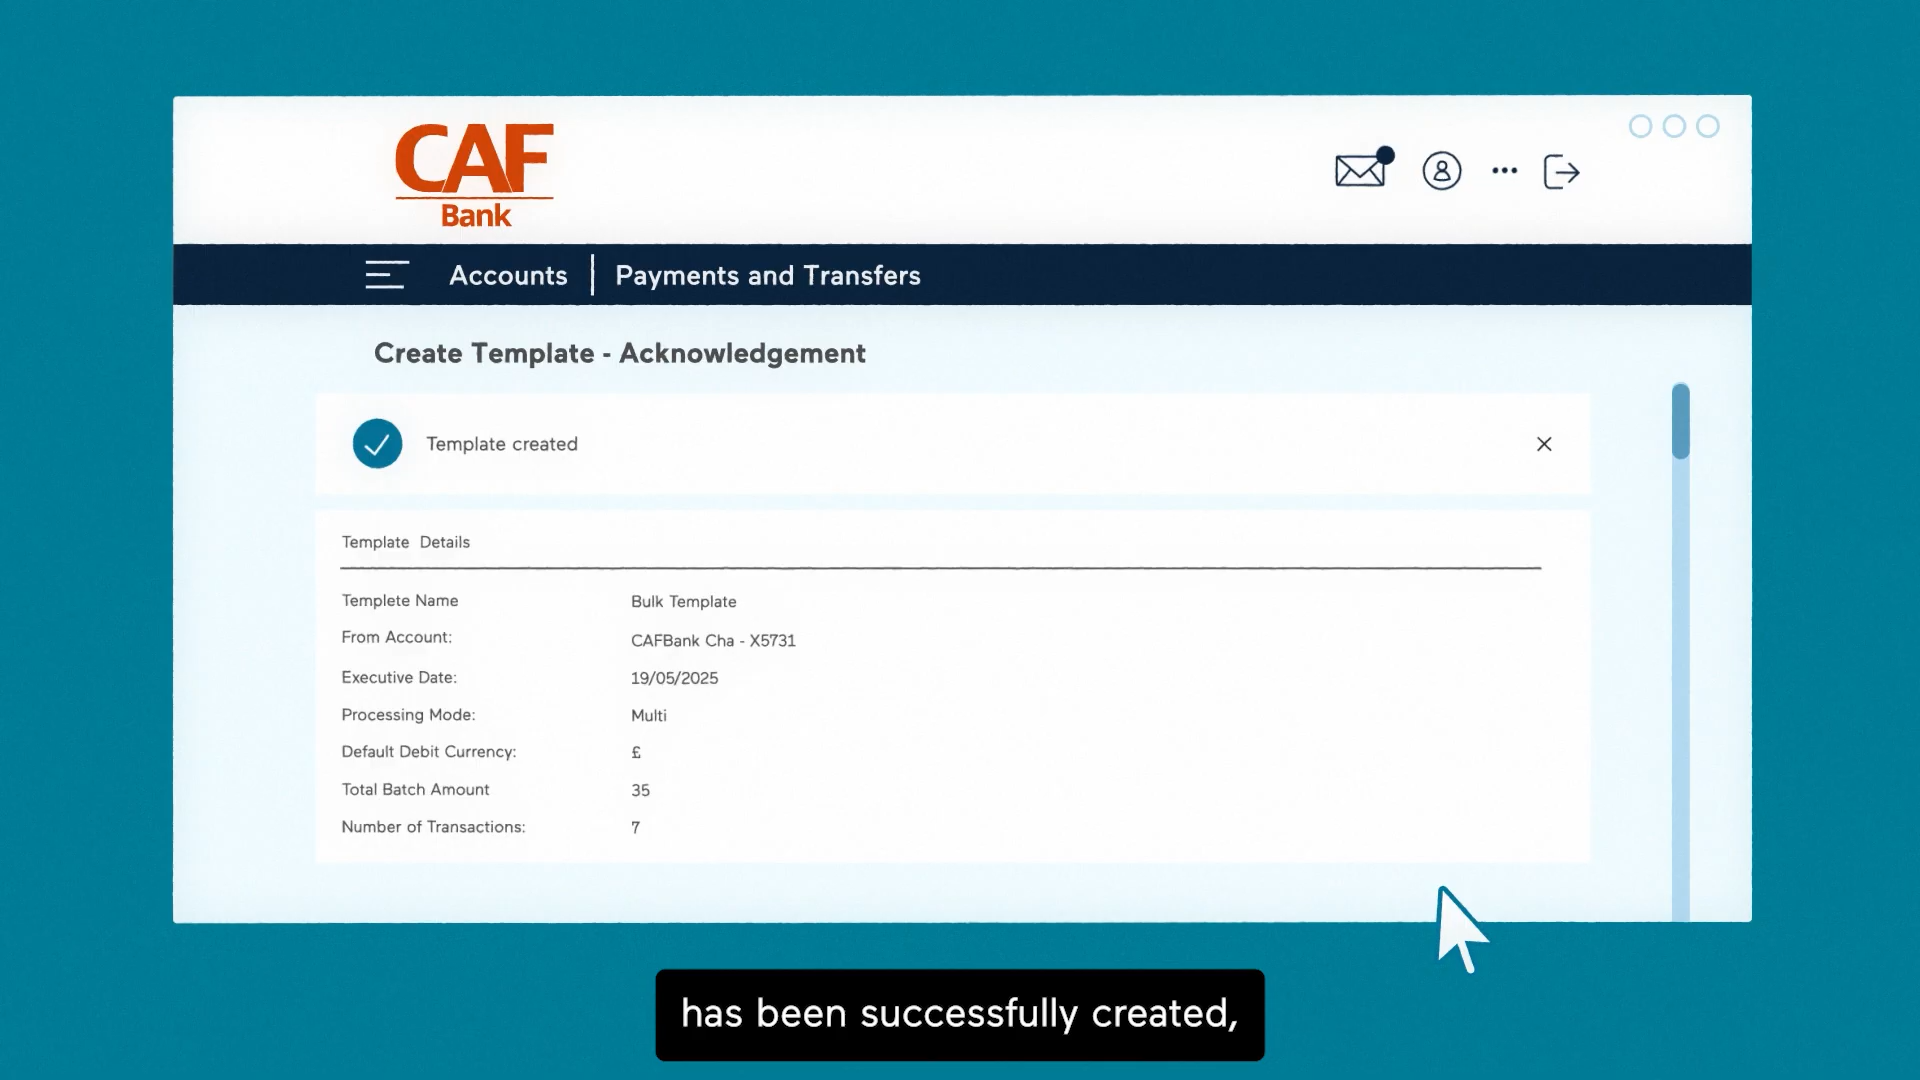 CAF
Bank
Accounts
Payments and Transfers
Create Template - Acknowledgement
Template created
Template Details
Templete Name
Bulk Template
From Account:
CAFBank Cha - X5731
Executive Date:
19/05/2025
Processing Mode:
Multi
Default Debit Currency:
£
Total Batch Amount
35
Number of Transactions:
7
has been successfully created,